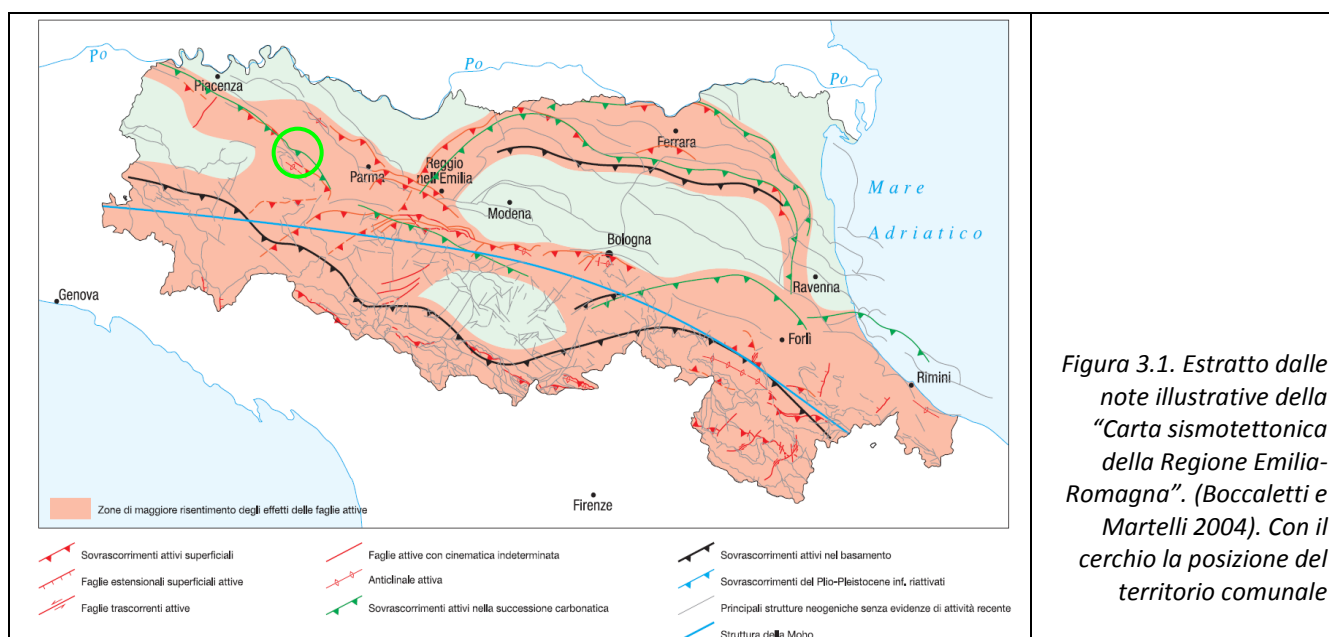 Po
Piacenza
Po
Po
Ferrara
Reggio
nell'Emilia
Parma
Modena
Mare
Adriatico
Bologna
Ravenna
Genova
Forlì
Rimini
Firenze
Zone di maggiore risentimento degli effetti delle faglie attive
Sovrascorrimenti attivi superficiali
Faglie estensionali superficiali attive
Faglie trascorrenti attive
Faglie attive con cinematica indeterminata
Anticlinale attiva
Sovrascorrimenti attivi nella successione carbonatica
Sovrascorrimenti attivi nel basamento
Sovrascorrimenti del Plio-Pleistocene inf. riattivati
Principali strutture neogeniche senza evidenze di attività recente
Struttura della Moho
Figura 3.1. Estratto dalle
note illustrative della
“Carta sismotettonica
della Regione Emilia-
Romagna”. (Boccaletti e
Martelli 2004). Con il
cerchio la posizione del
territorio comunale